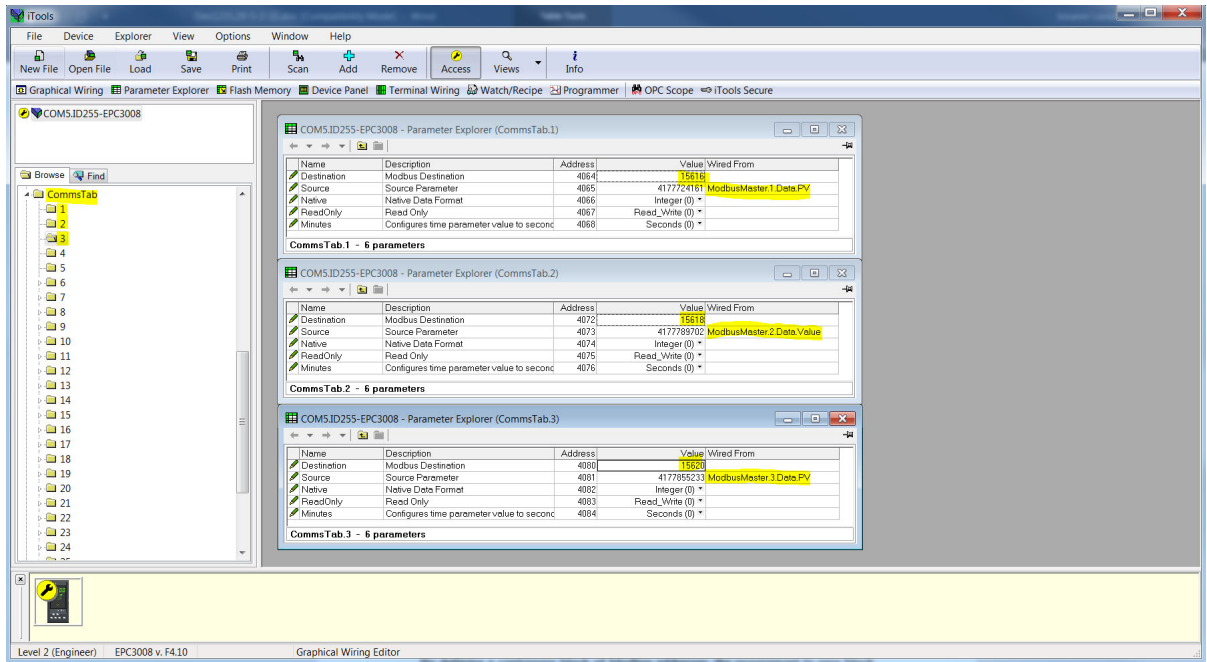 iTools
File Device Explorer View Options Window Help
New File Open File Load Save Print Scan Add Remove Access Views Info
Graphical Wiring Parameter Explorer Flash Memory Device Panel Terminal Wiring Watch/Recipe Programmer OPC Scope iTools Secure
COM5.ID255-EPC3008
Browse Find
CommsTab
1
2
3
4
5
6
7
8
9
10
11
12
13
14
15
16
17
18
19
20
21
22
23
24
COM5.ID255-EPC3008 - Parameter Explorer (CommsTab.1)
Name Description Address Value Wired From
Destination Modbus Destination 4064 15616
Source Source Parameter 4065 4177724161 ModbusMaster.1.Data.PV
Native Native Data Format 4066 Integer (0)
ReadOnly Read Only 4067 Read_Write (0)
Minutes Configures time parameter value to second 4068 Seconds (0)
CommsTab.1 - 6 parameters
COM5.ID255-EPC3008 - Parameter Explorer (CommsTab.2)
Name Description Address Value Wired From
Destination Modbus Destination 4072 15618
Source Source Parameter 4073 4177789702 ModbusMaster.2.Data.Value
Native Native Data Format 4074 Integer (0)
ReadOnly Read Only 4075 Read_Write (0)
Minutes Configures time parameter value to second 4076 Seconds (0)
CommsTab.2 - 6 parameters
COM5.ID255-EPC3008 - Parameter Explorer (CommsTab.3)
Name Description Address Value Wired From
Destination Modbus Destination 4080 15620
Source Source Parameter 4081 4177855233 ModbusMaster.3.Data.PV
Native Native Data Format 4082 Integer (0)
ReadOnly Read Only 4083 Read_Write (0)
Minutes Configures time parameter value to second 4084 Seconds (0)
CommsTab.3 - 6 parameters
Level 2 (Engineer) EPC3008 v. F4.10 Graphical Wiring Editor